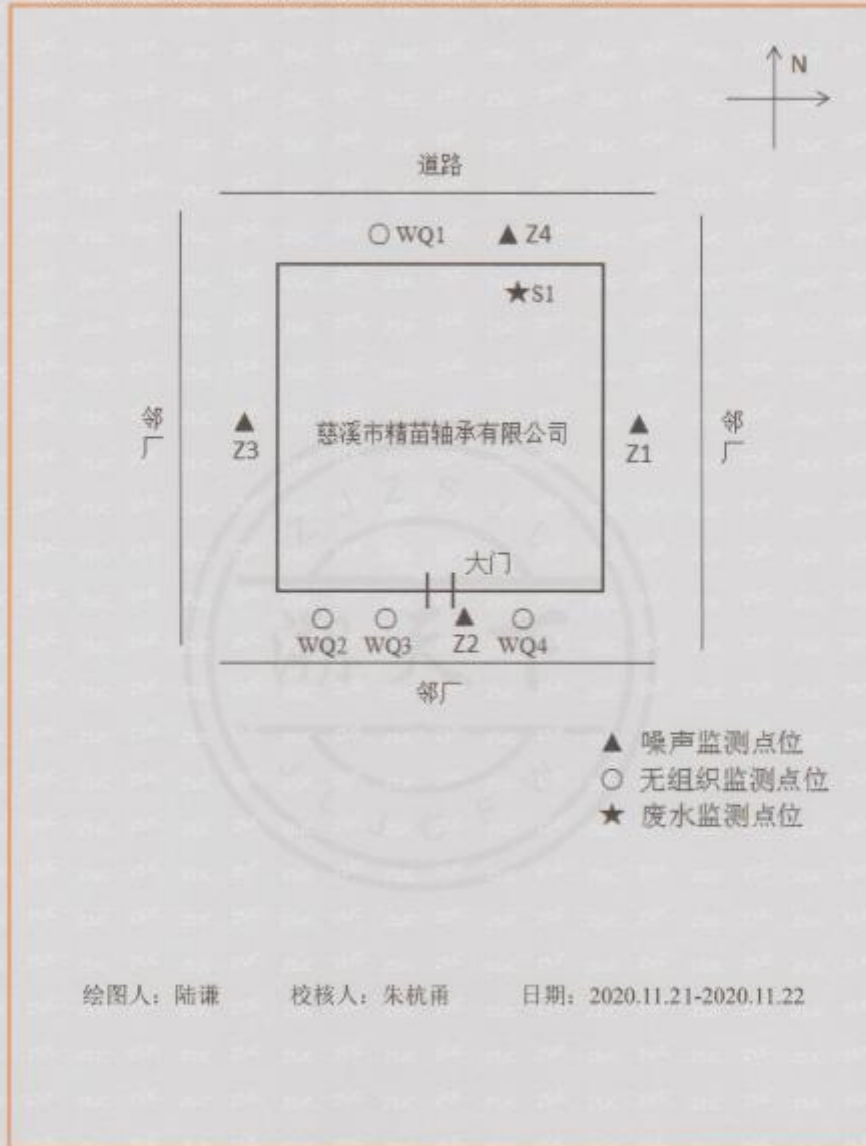 N
道路
WQ1
Z4
S1
邻厂
Z3
慈溪市精苗轴承有限公司
Z1
邻厂
大门
WQ2 WQ3 Z2 WQ4
邻厂
噪声监测点位
无组织监测点位
废水监测点位
绘图人：陆谦 校核人：朱杭甬 日期：2020.11.21-2020.11.22